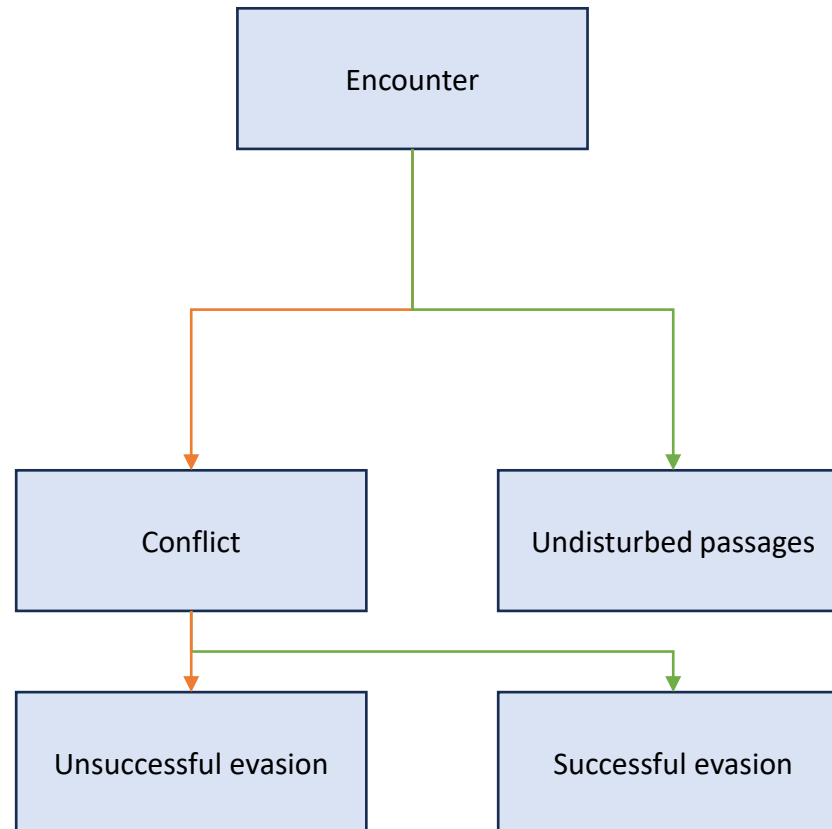 Encounter
Conflict
Undisturbed passages
Unsuccessful evasion
Successful evasion